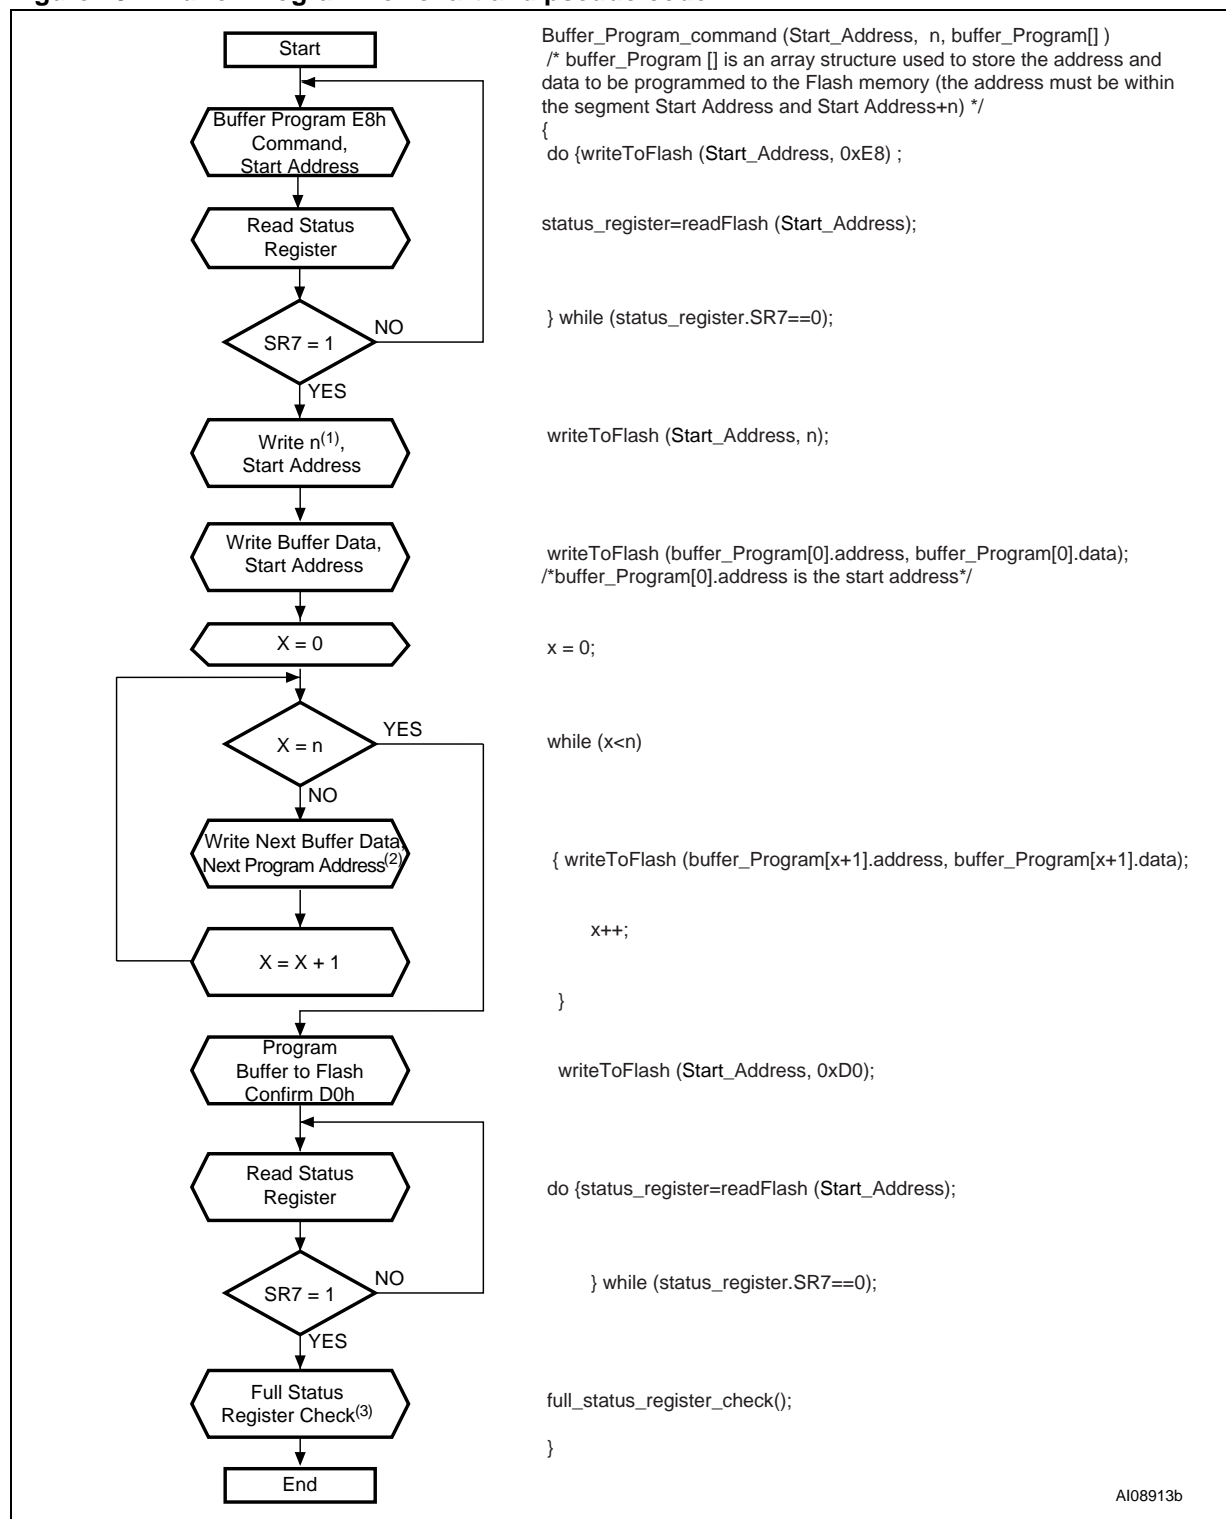 Start
Buffer Program E8h
Command,
Start Address
Read Status
Register
SR7 = 1
NO
YES
Write n(1),
Start Address
Write Buffer Data,
Start Address
X = 0
X = n
YES
NO
Write Next Buffer Data,
Next Program Address(2)
X = X + 1
Program
Buffer to Flash
Confirm D0h
Read Status
Register
SR7 = 1
NO
YES
Full Status
Register Check(3)
End
Buffer_Program_command (Start_Address, n, buffer_Program[] )
/* buffer_Program [] is an array structure used to store the address and
data to be programmed to the Flash memory (the address must be within
the segment Start Address and Start Address+n) */
{
do {writeToFlash (Start_Address, 0xE8) ;
status_register=readFlash (Start_Address);
} while (status_register.SR7==0);
writeToFlash (Start_Address, n);
writeToFlash (buffer_Program[0].address, buffer_Program[0].data);
/*buffer_Program[0].address is the start address*/
x = 0;
while (x<n)
{ writeToFlash (buffer_Program[x+1].address, buffer_Program[x+1].data);
x++;
}
writeToFlash (Start_Address, 0xD0);
do {status_register=readFlash (Start_Address);
} while (status_register.SR7==0);
full_status_register_check();
}
AI08913b